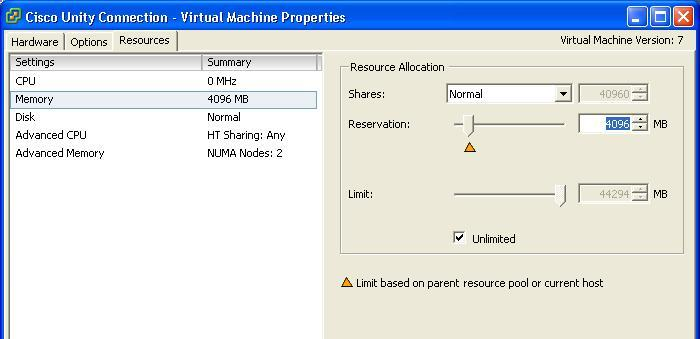 Cisco Unity Connection - Virtual Machine Properties
Hardware Options Resources Virtual Machine Version: 7
Settings Summary
CPU 0 MHz
Memory 4096 MB
Disk Normal
Advanced CPU HT Sharing: Any
Advanced Memory NUMA Nodes: 2
Resource Allocation
Shares: Normal 40960
Reservation: 4096 MB
Limit: 44294 MB
Unlimited
Limit based on parent resource pool or current host